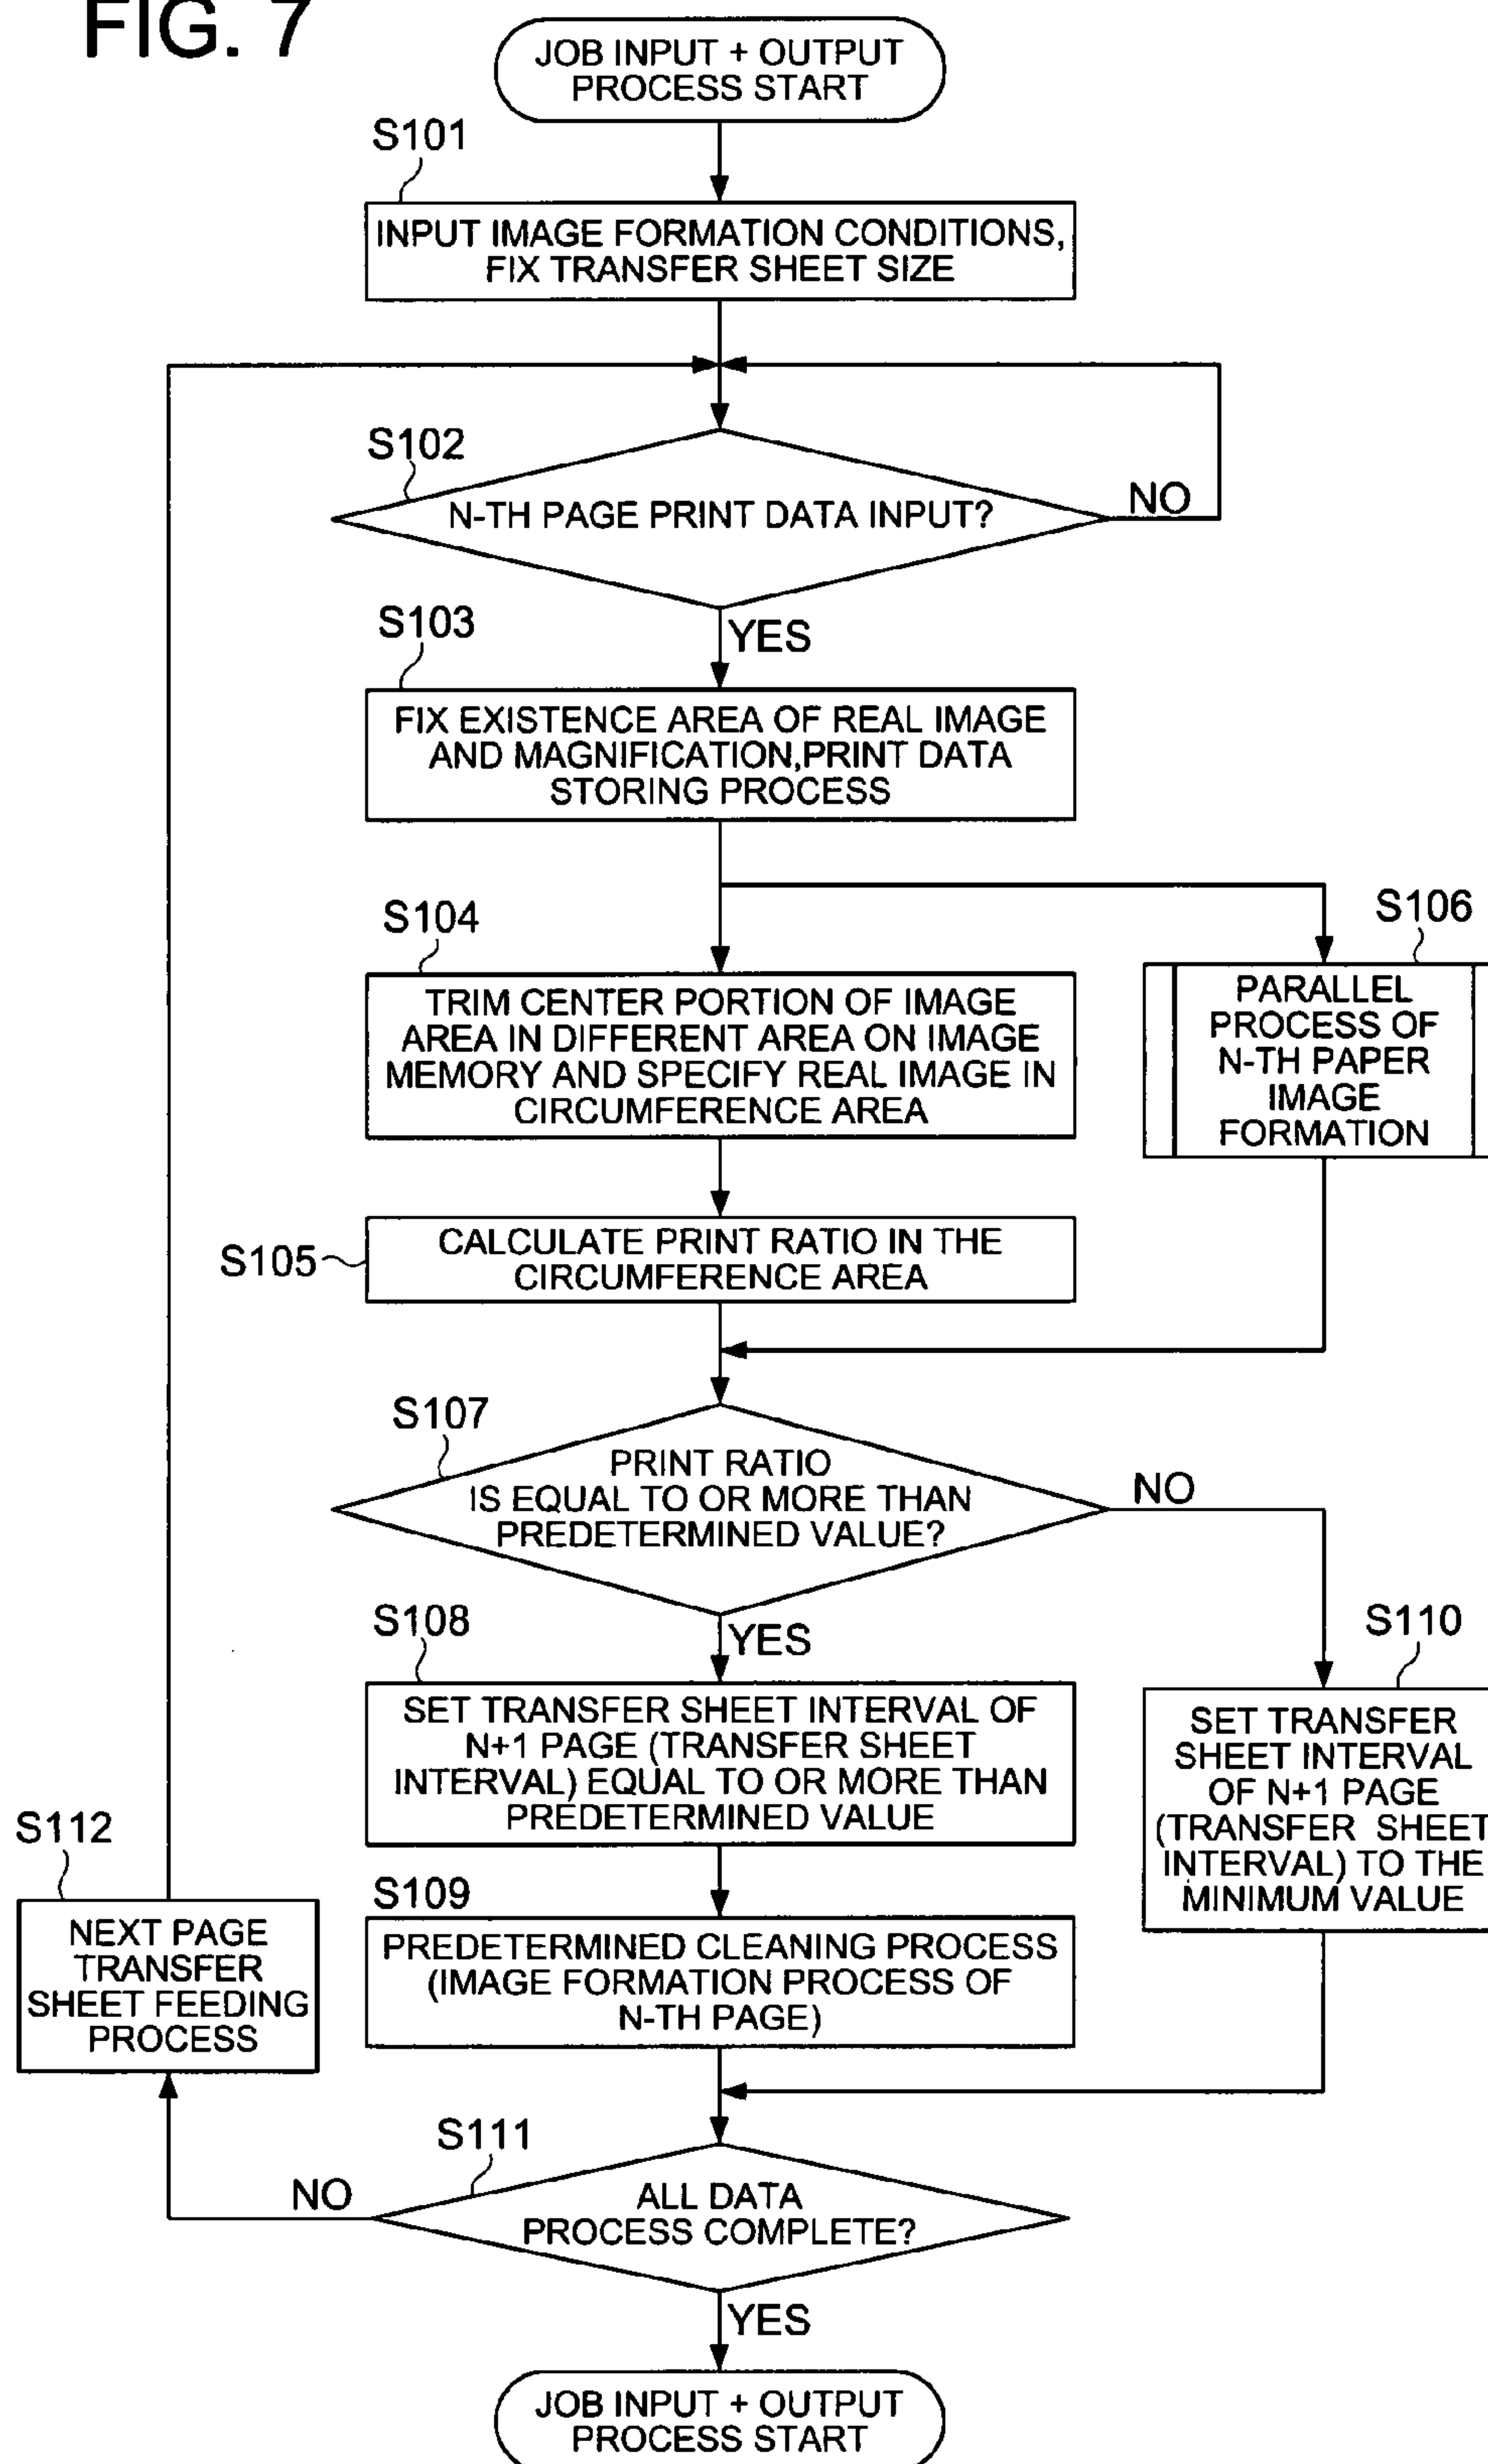 FIG. 7
JOB INPUT + OUTPUT
PROCESS START
S101
INPUT IMAGE FORMATION CONDITIONS,
FIX TRANSFER SHEET SIZE
S102
N-TH PAGE PRINT DATA INPUT?
NO
YES
S103
FIX EXISTENCE AREA OF REAL IMAGE
AND MAGNIFICATION,PRINT DATA
STORING PROCESS
S104
TRIM CENTER PORTION OF IMAGE
AREA IN DIFFERENT AREA ON IMAGE
MEMORY AND SPECIFY REAL IMAGE IN
CIRCUMFERENCE AREA
S106
PARALLEL
PROCESS OF
N-TH PAPER
IMAGE
FORMATION
S105
CALCULATE PRINT RATIO IN THE
CIRCUMFERENCE AREA
S107
PRINT RATIO
IS EQUAL TO OR MORE THAN
PREDETERMINED VALUE?
NO
YES
S108
SET TRANSFER SHEET INTERVAL OF
N+1 PAGE (TRANSFER SHEET
INTERVAL) EQUAL TO OR MORE THAN
PREDETERMINED VALUE
S110
SET TRANSFER
SHEET INTERVAL
OF N+1 PAGE
(TRANSFER SHEET
INTERVAL) TO THE
MINIMUM VALUE
S109
PREDETERMINED CLEANING PROCESS
(IMAGE FORMATION PROCESS OF
N-TH PAGE)
S112
NEXT PAGE
TRANSFER
SHEET FEEDING
PROCESS
S111
ALL DATA
PROCESS COMPLETE?
NO
YES
JOB INPUT + OUTPUT
PROCESS START